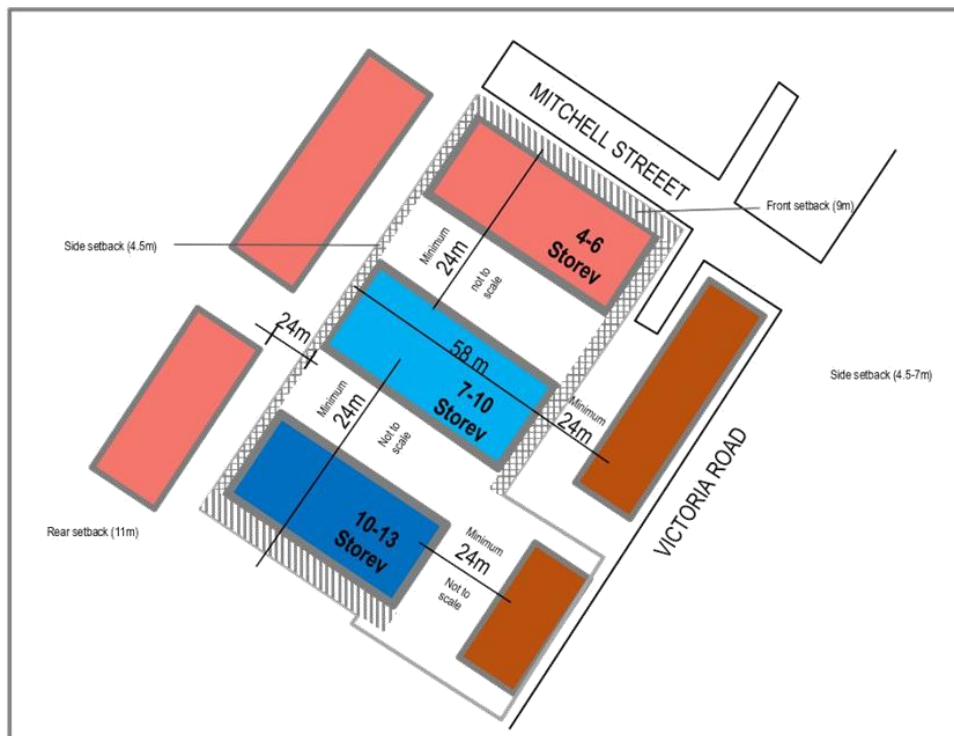 MITCHELL STREEET
Front setback (9m)
4-6
Storev
Side setback (4.5m)
Minimum
24m
not to
scale
24m
58 m
Side setback (4.5-7m)
7-10
Storev
Minimum
24m
Minimum
24m
Not to
scale
VICTORIA ROAD
Rear setback (11m)
10-13
Storev
Minimum
24m
Not to
scale